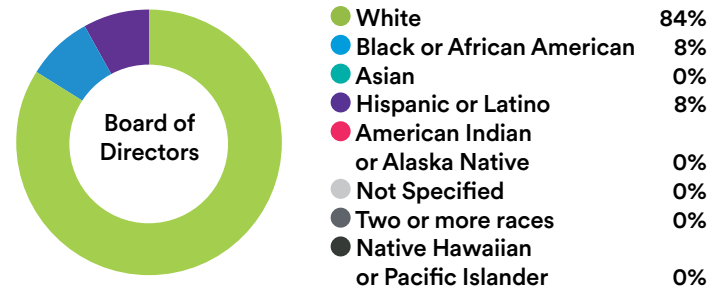 Board of
Directors
White 84%
Black or African American 8%
Asian 0%
Hispanic or Latino 8%
American Indian
or Alaska Native 0%
Not Specified 0%
Two or more races 0%
Native Hawaiian
or Pacific Islander 0%